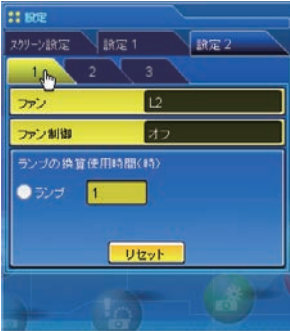 設定
スクリーン設定 設定 1 設定 2
1 2 3
ファン L2
ファン制御 オフ
ランプの換算使用時間(時)
ランプ 1
リセット